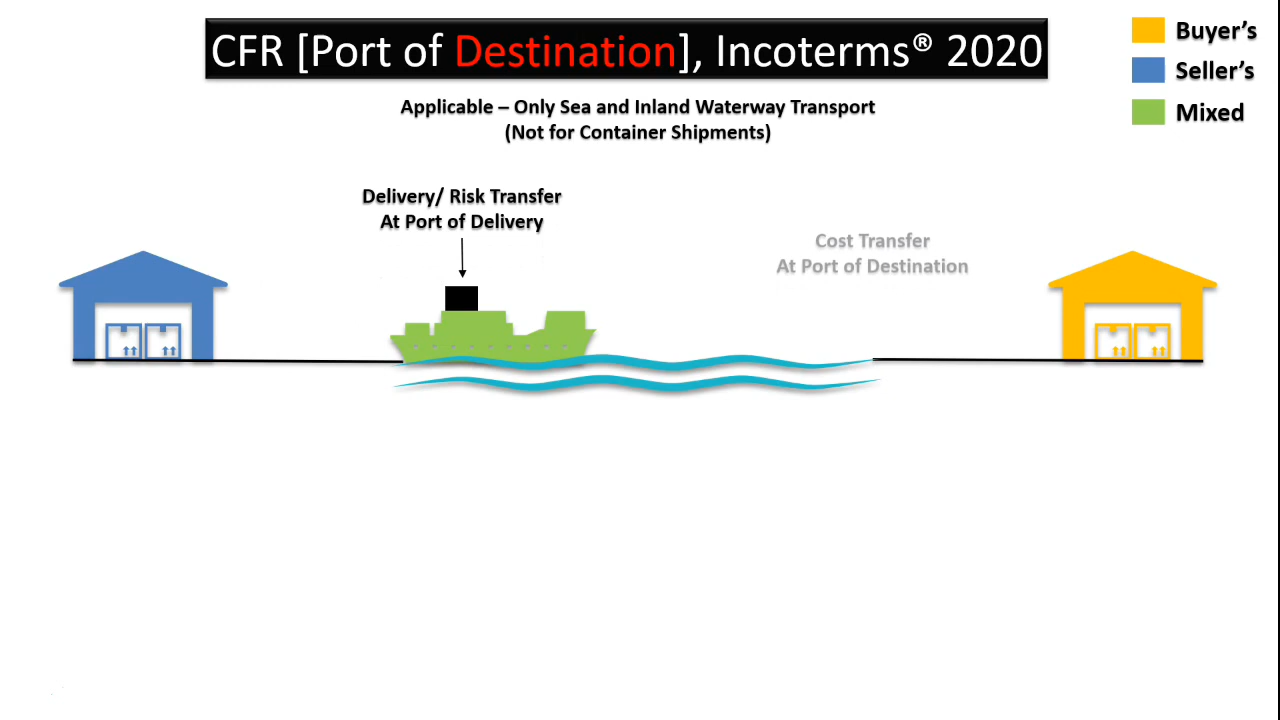 CFR [Port of Destination], Incoterms® 2020
Buyer's
Seller's
Mixed
Applicable – Only Sea and Inland Waterway Transport
(Not for Container Shipments)
Delivery/ Risk Transfer
At Port of Delivery
Cost Transfer
At Port of Destination